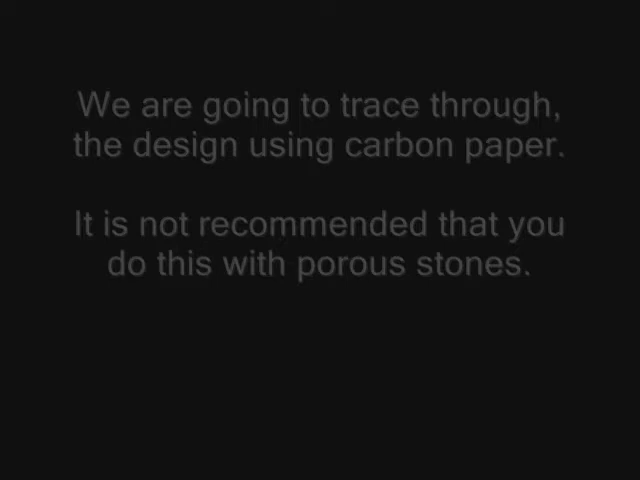 We are going to trace through,
the design using carbon paper.
It is not recommended that you
do this with porous stones.